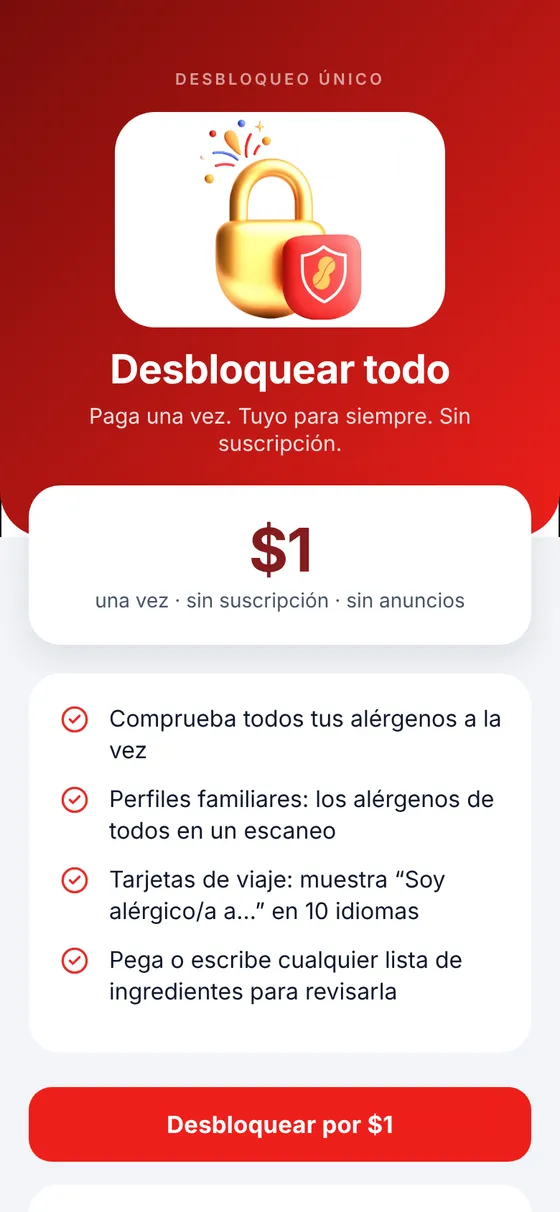 DESBLOQUEO ÚNICO
Desbloquear todo
Paga una vez. Tuyo para siempre. Sin
suscripción.
$1
una vez · sin suscripción · sin anuncios
Comprueba todos tus alérgenos a la
vez
Perfiles familiares: los alérgenos de
todos en un escaneo
Tarjetas de viaje: muestra “Soy
alérgico/a a…” en 10 idiomas
Pega o escribe cualquier lista de
ingredientes para revisarla
Desbloquear por $1